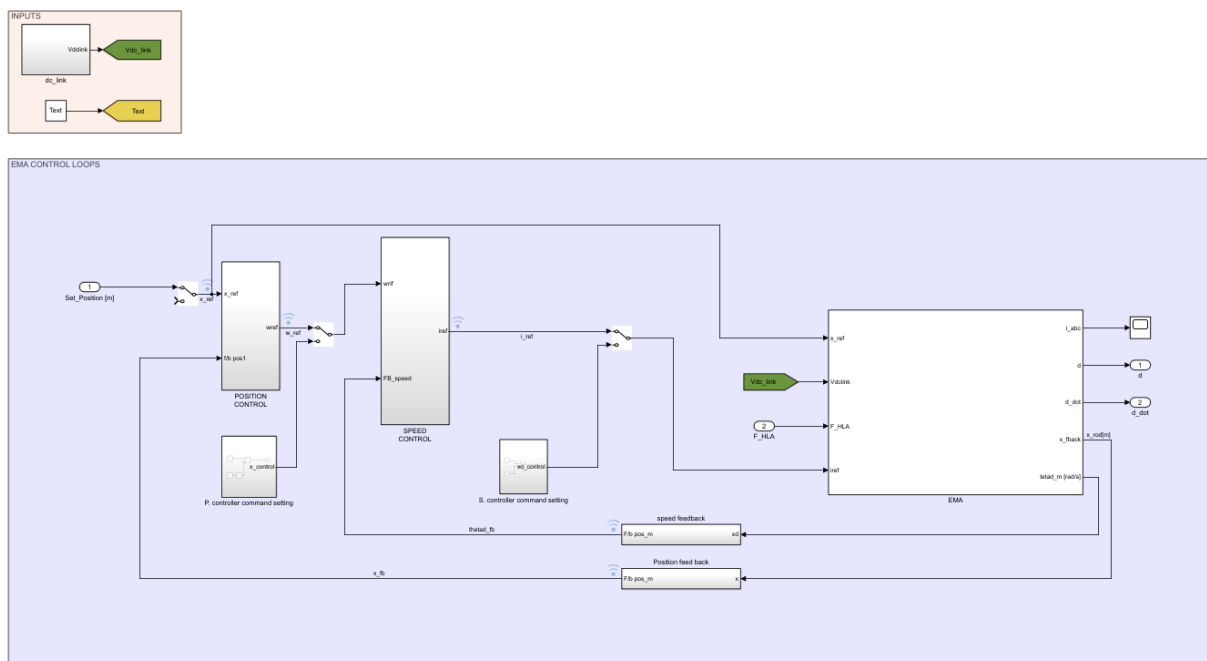 INPUTS
Vdclink
Vdc_link
dc_link
Text
Text
EMA CONTROL LOOPS
1
Set_Position [m]
x_ref
x_ref
wref
w_ref
f/b pos1
POSITION
CONTROL
wrif
iref
FB_speed
SPEED
CONTROL
i_ref
x_control
P. controller command setting
xd_control
S. controller command setting
Vdc_link
2
F_HLA
x_ref
Vdclink
F_HLA
iref
i_abc
d
d_dot
x_fback
tetad_m [rad/s]
EMA
1
d
2
d_dot
x_rod[m]
speed feedback
F/b pos_m
xd
thetad_fb
Position feed back
F/b pos_m
x
x_fb